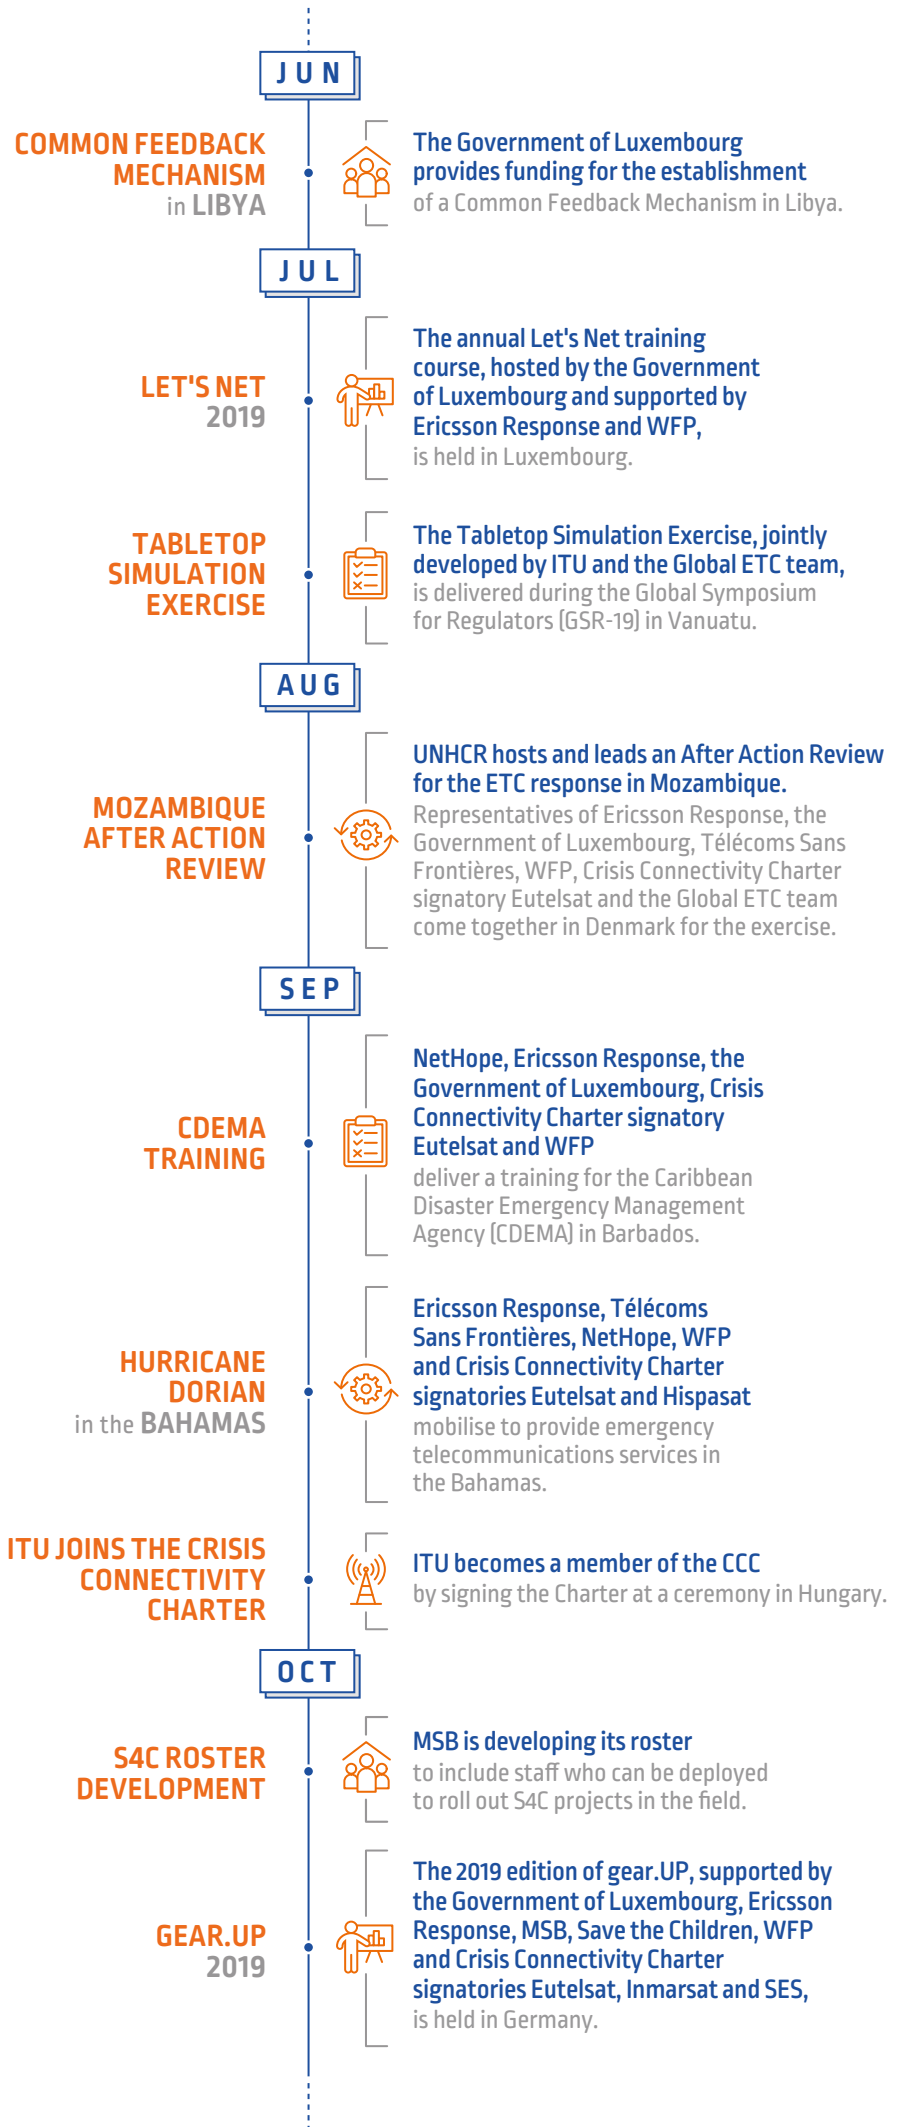 JUN
COMMON FEEDBACK
MECHANISM
in LIBYA
The Government of Luxembourg
provides funding for the establishment
of a Common Feedback Mechanism in Libya.
JUL
LET'S NET
2019
The annual Let's Net training
course, hosted by the Government
of Luxembourg and supported by
Ericsson Response and WFP,
is held in Luxembourg.
TABLETOP
SIMULATION
EXERCISE
The Tabletop Simulation Exercise, jointly
developed by ITU and the Global ETC team,
is delivered during the Global Symposium
for Regulators (GSR-19) in Vanuatu.
AUG
MOZAMBIQUE
AFTER ACTION
REVIEW
UNHCR hosts and leads an After Action Review
for the ETC response in Mozambique.
Representatives of Ericsson Response, the
Government of Luxembourg, Télécoms Sans
Frontières, WFP, Crisis Connectivity Charter
signatory Eutelsat and the Global ETC team
come together in Denmark for the exercise.
SEP
CDEMA
TRAINING
NetHope, Ericsson Response, the
Government of Luxembourg, Crisis
Connectivity Charter signatory
Eutelsat and WFP
deliver a training for the Caribbean
Disaster Emergency Management
Agency (CDEMA) in Barbados.
HURRICANE
DORIAN
in the BAHAMAS
Ericsson Response, Télécoms
Sans Frontières, NetHope, WFP
and Crisis Connectivity Charter
signatories Eutelsat and Hispasat
mobilise to provide emergency
telecommunications services in
the Bahamas.
ITU JOINS THE CRISIS
CONNECTIVITY
CHARTER
ITU becomes a member of the CCC
by signing the Charter at a ceremony in Hungary.
OCT
S4C ROSTER
DEVELOPMENT
MSB is developing its roster
to include staff who can be deployed
to roll out S4C projects in the field.
GEAR.UP
2019
The 2019 edition of gear.UP, supported by
the Government of Luxembourg, Ericsson
Response, MSB, Save the Children, WFP
and Crisis Connectivity Charter
signatories Eutelsat, Inmarsat and SES,
is held in Germany.